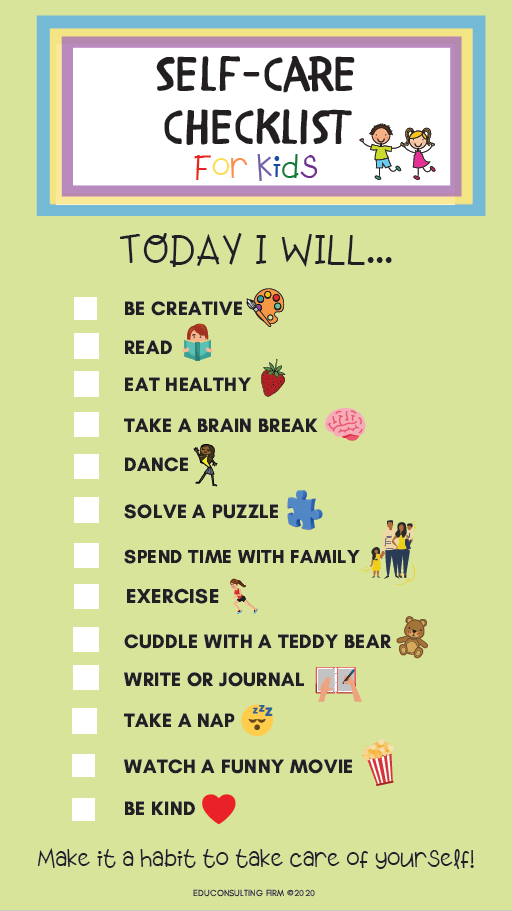 SELF-CARE
CHECKLIST
For Kids
TODAY I WILL...
BE CREATIVE
READ
EAT HEALTHY
TAKE A BRAIN BREAK
DANCE
SOLVE A PUZZLE
SPEND TIME WITH FAMILY
EXERCISE
CUDDLE WITH A TEDDY BEAR
WRITE OR JOURNAL
TAKE A NAP
zzZ
WATCH A FUNNY MOVIE
BE KIND
Make it a habit to take care of yourself!
EDUCONSULTING FIRM ©2020